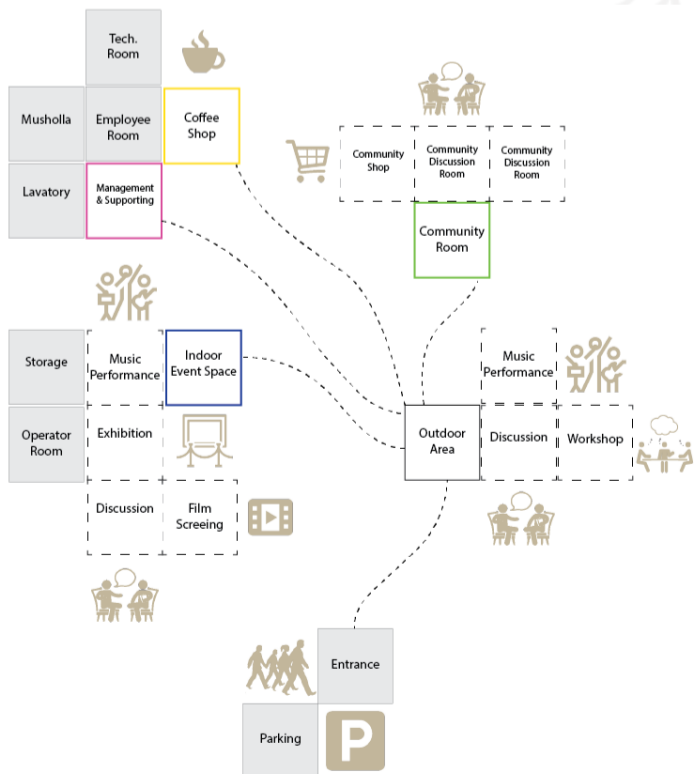 Tech.
Room
Musholla
Employee
Room
Coffee
Shop
Lavatory
Management
& Supporting
Community
Shop
Community
Discussion
Room
Community
Discussion
Room
Community
Room
Storage
Music
Performance
Indoor
Event Space
Operator
Room
Exhibition
Discussion
Film
Screeing
Music
Performance
Outdoor
Area
Discussion
Workshop
Entrance
Parking
P